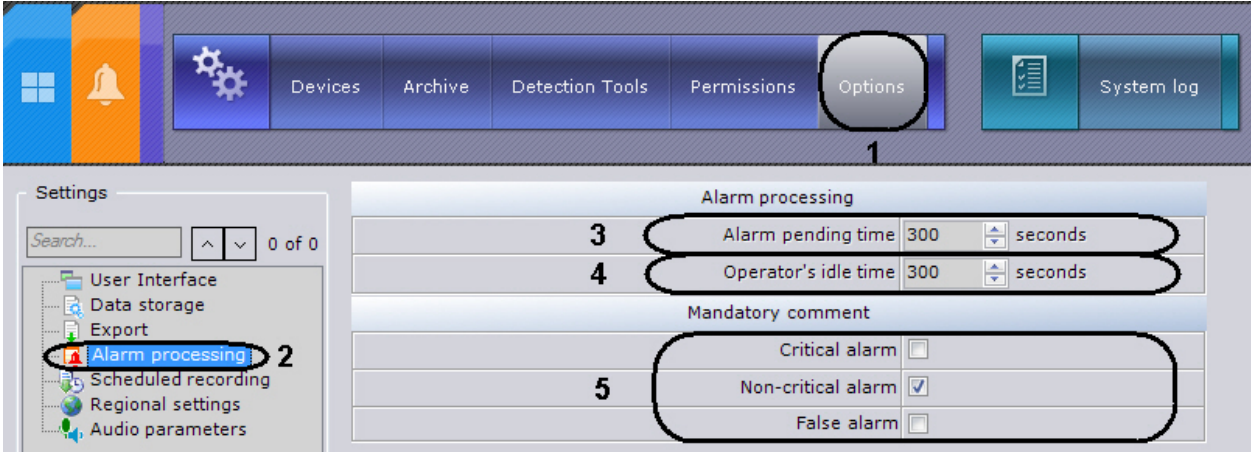 Devices Archive Detection Tools Permissions Options System log
1
Settings
Search... 0 of 0
User Interface
Data storage
Export
Alarm processing 2
Scheduled recording
Regional settings
Audio parameters
Alarm processing
3 Alarm pending time 300 seconds
4 Operator's idle time 300 seconds
Mandatory comment
Critical alarm
5 Non-critical alarm
False alarm